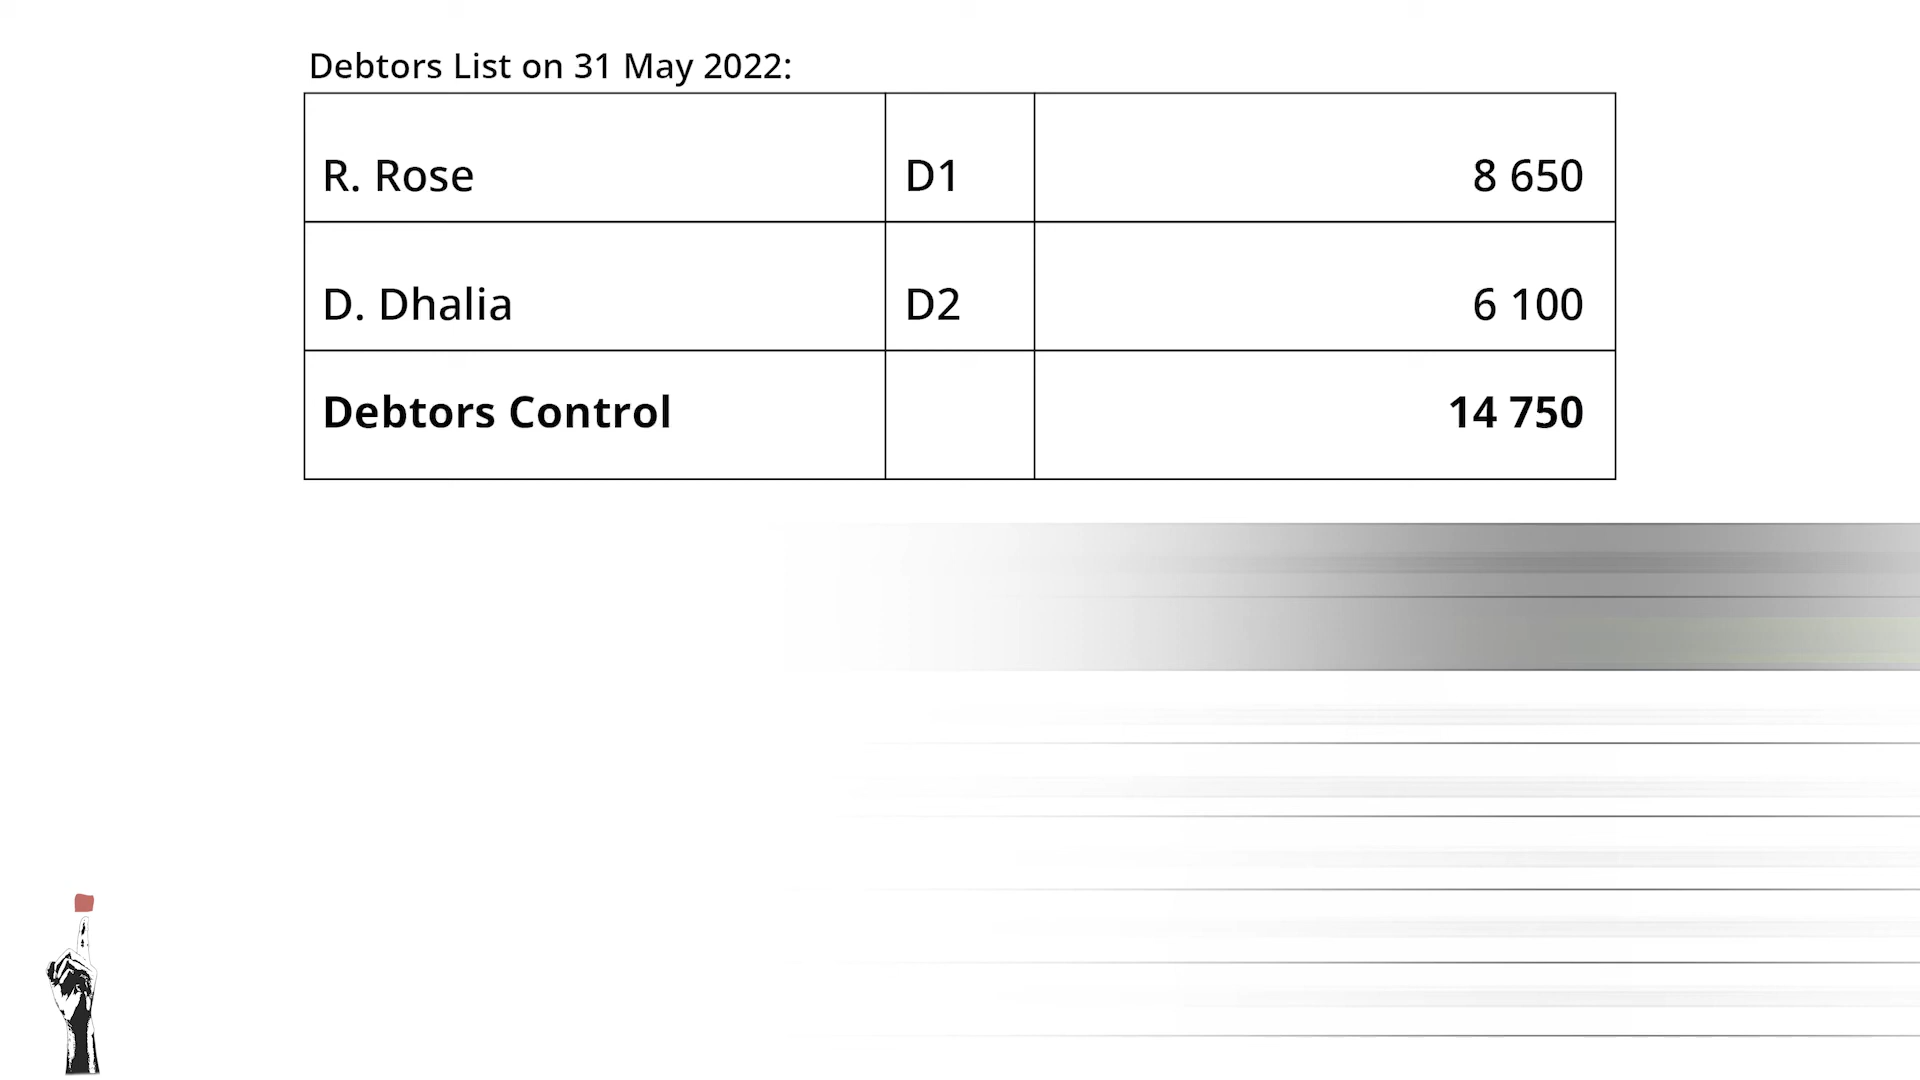 Debtors List on 31 May 2022:
R. Rose D1 8 650
D. Dhalia D2 6 100
Debtors Control 14 750